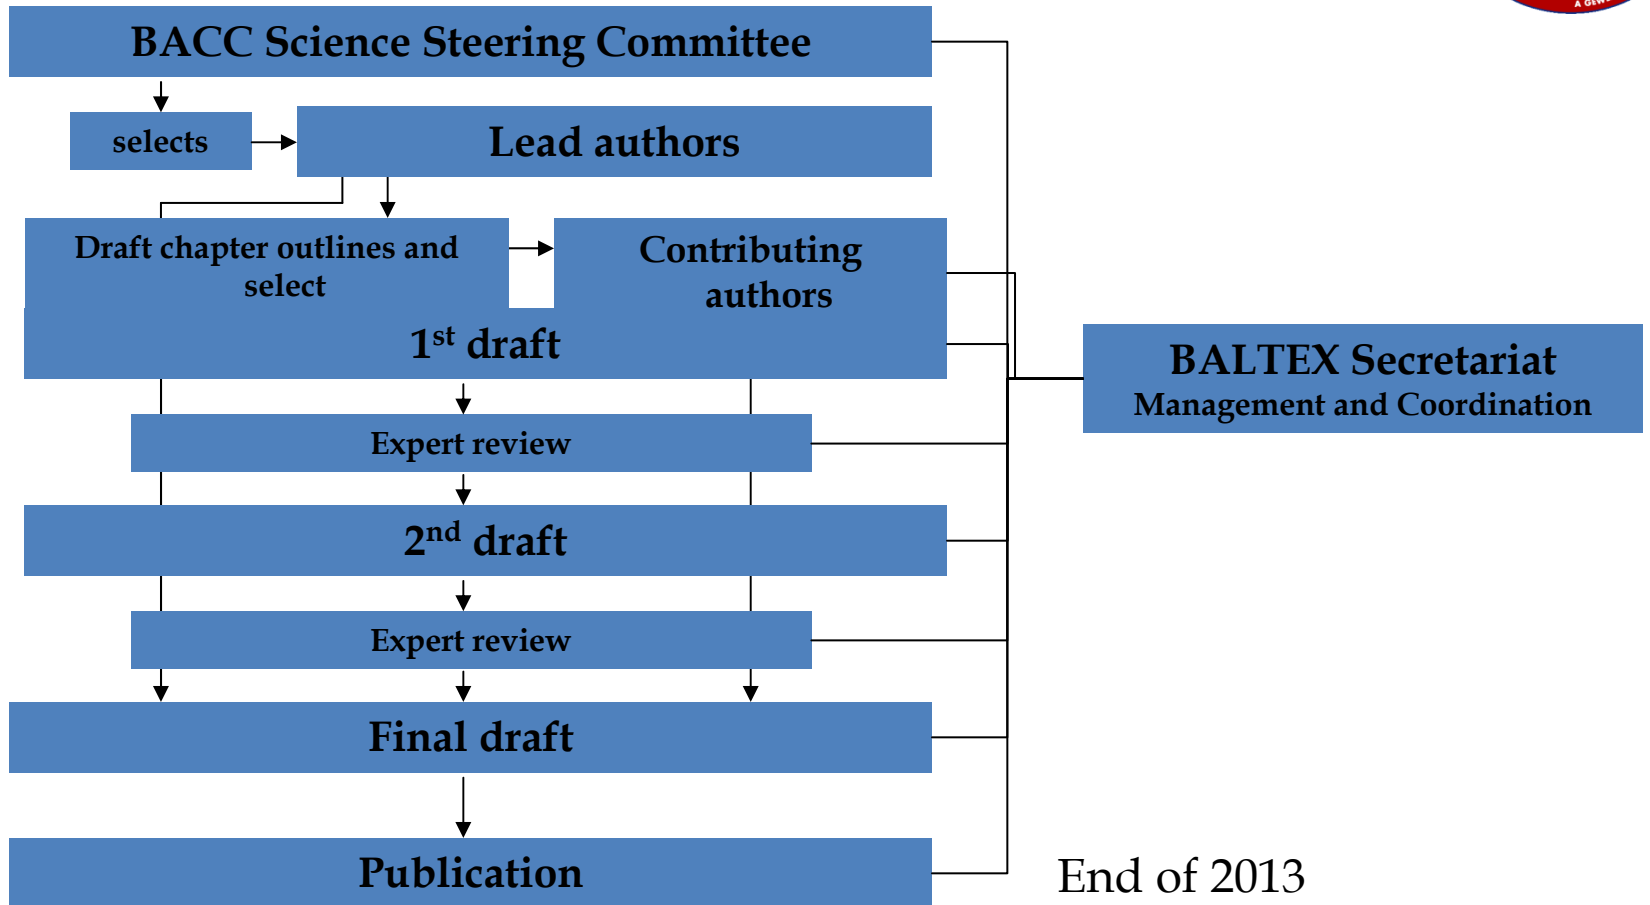 A GEW
BACC Science Steering Committee
selects
Lead authors
Draft chapter outlines and
select
Contributing
authors
1st draft
BALTEX Secretariat
Management and Coordination
Expert review
2nd draft
Expert review
Final draft
Publication
End of 2013